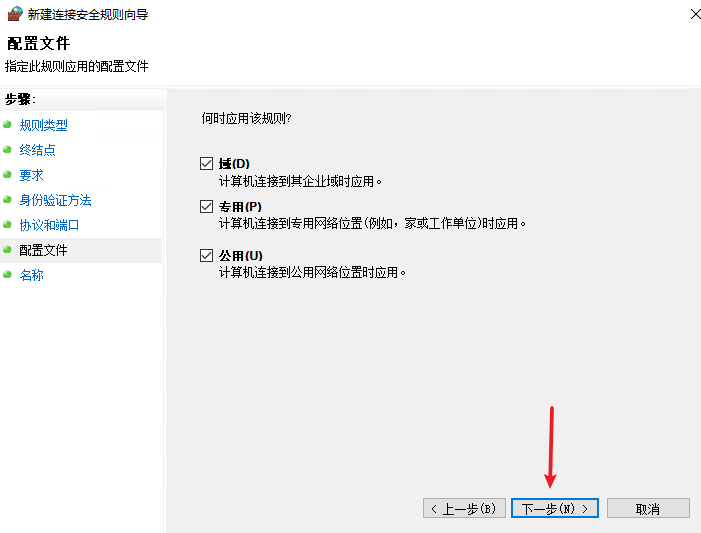 新建连接安全规则向导
配置文件
指定此规则应用的配置文件
步骤:
规则类型
终结点
要求
身份验证方法
协议和端口
配置文件
名称
何时应用该规则?
域(D)
计算机连接到其企业域时应用。
专用(P)
计算机连接到专用网络位置(例如，家或工作单位)时应用。
公用(U)
计算机连接到公用网络位置时应用。
< 上一步(B)
下一步(N) >
取消